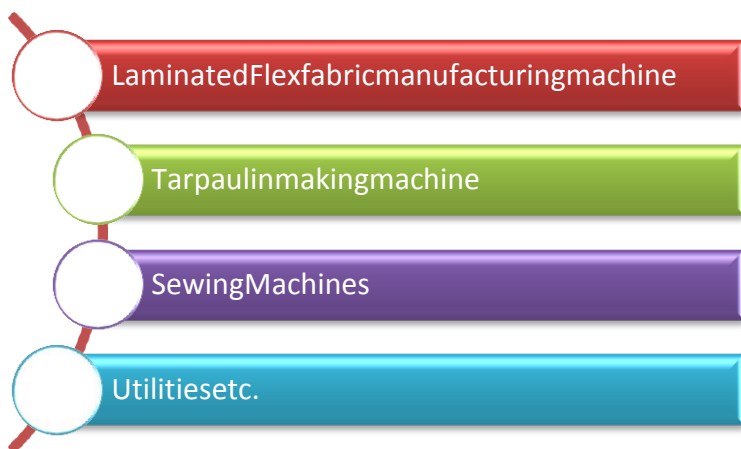 LaminatedFlexfabricmanufacturingmachine
Tarpaulinmakingmachine
SewingMachines
Utilitiesetc.